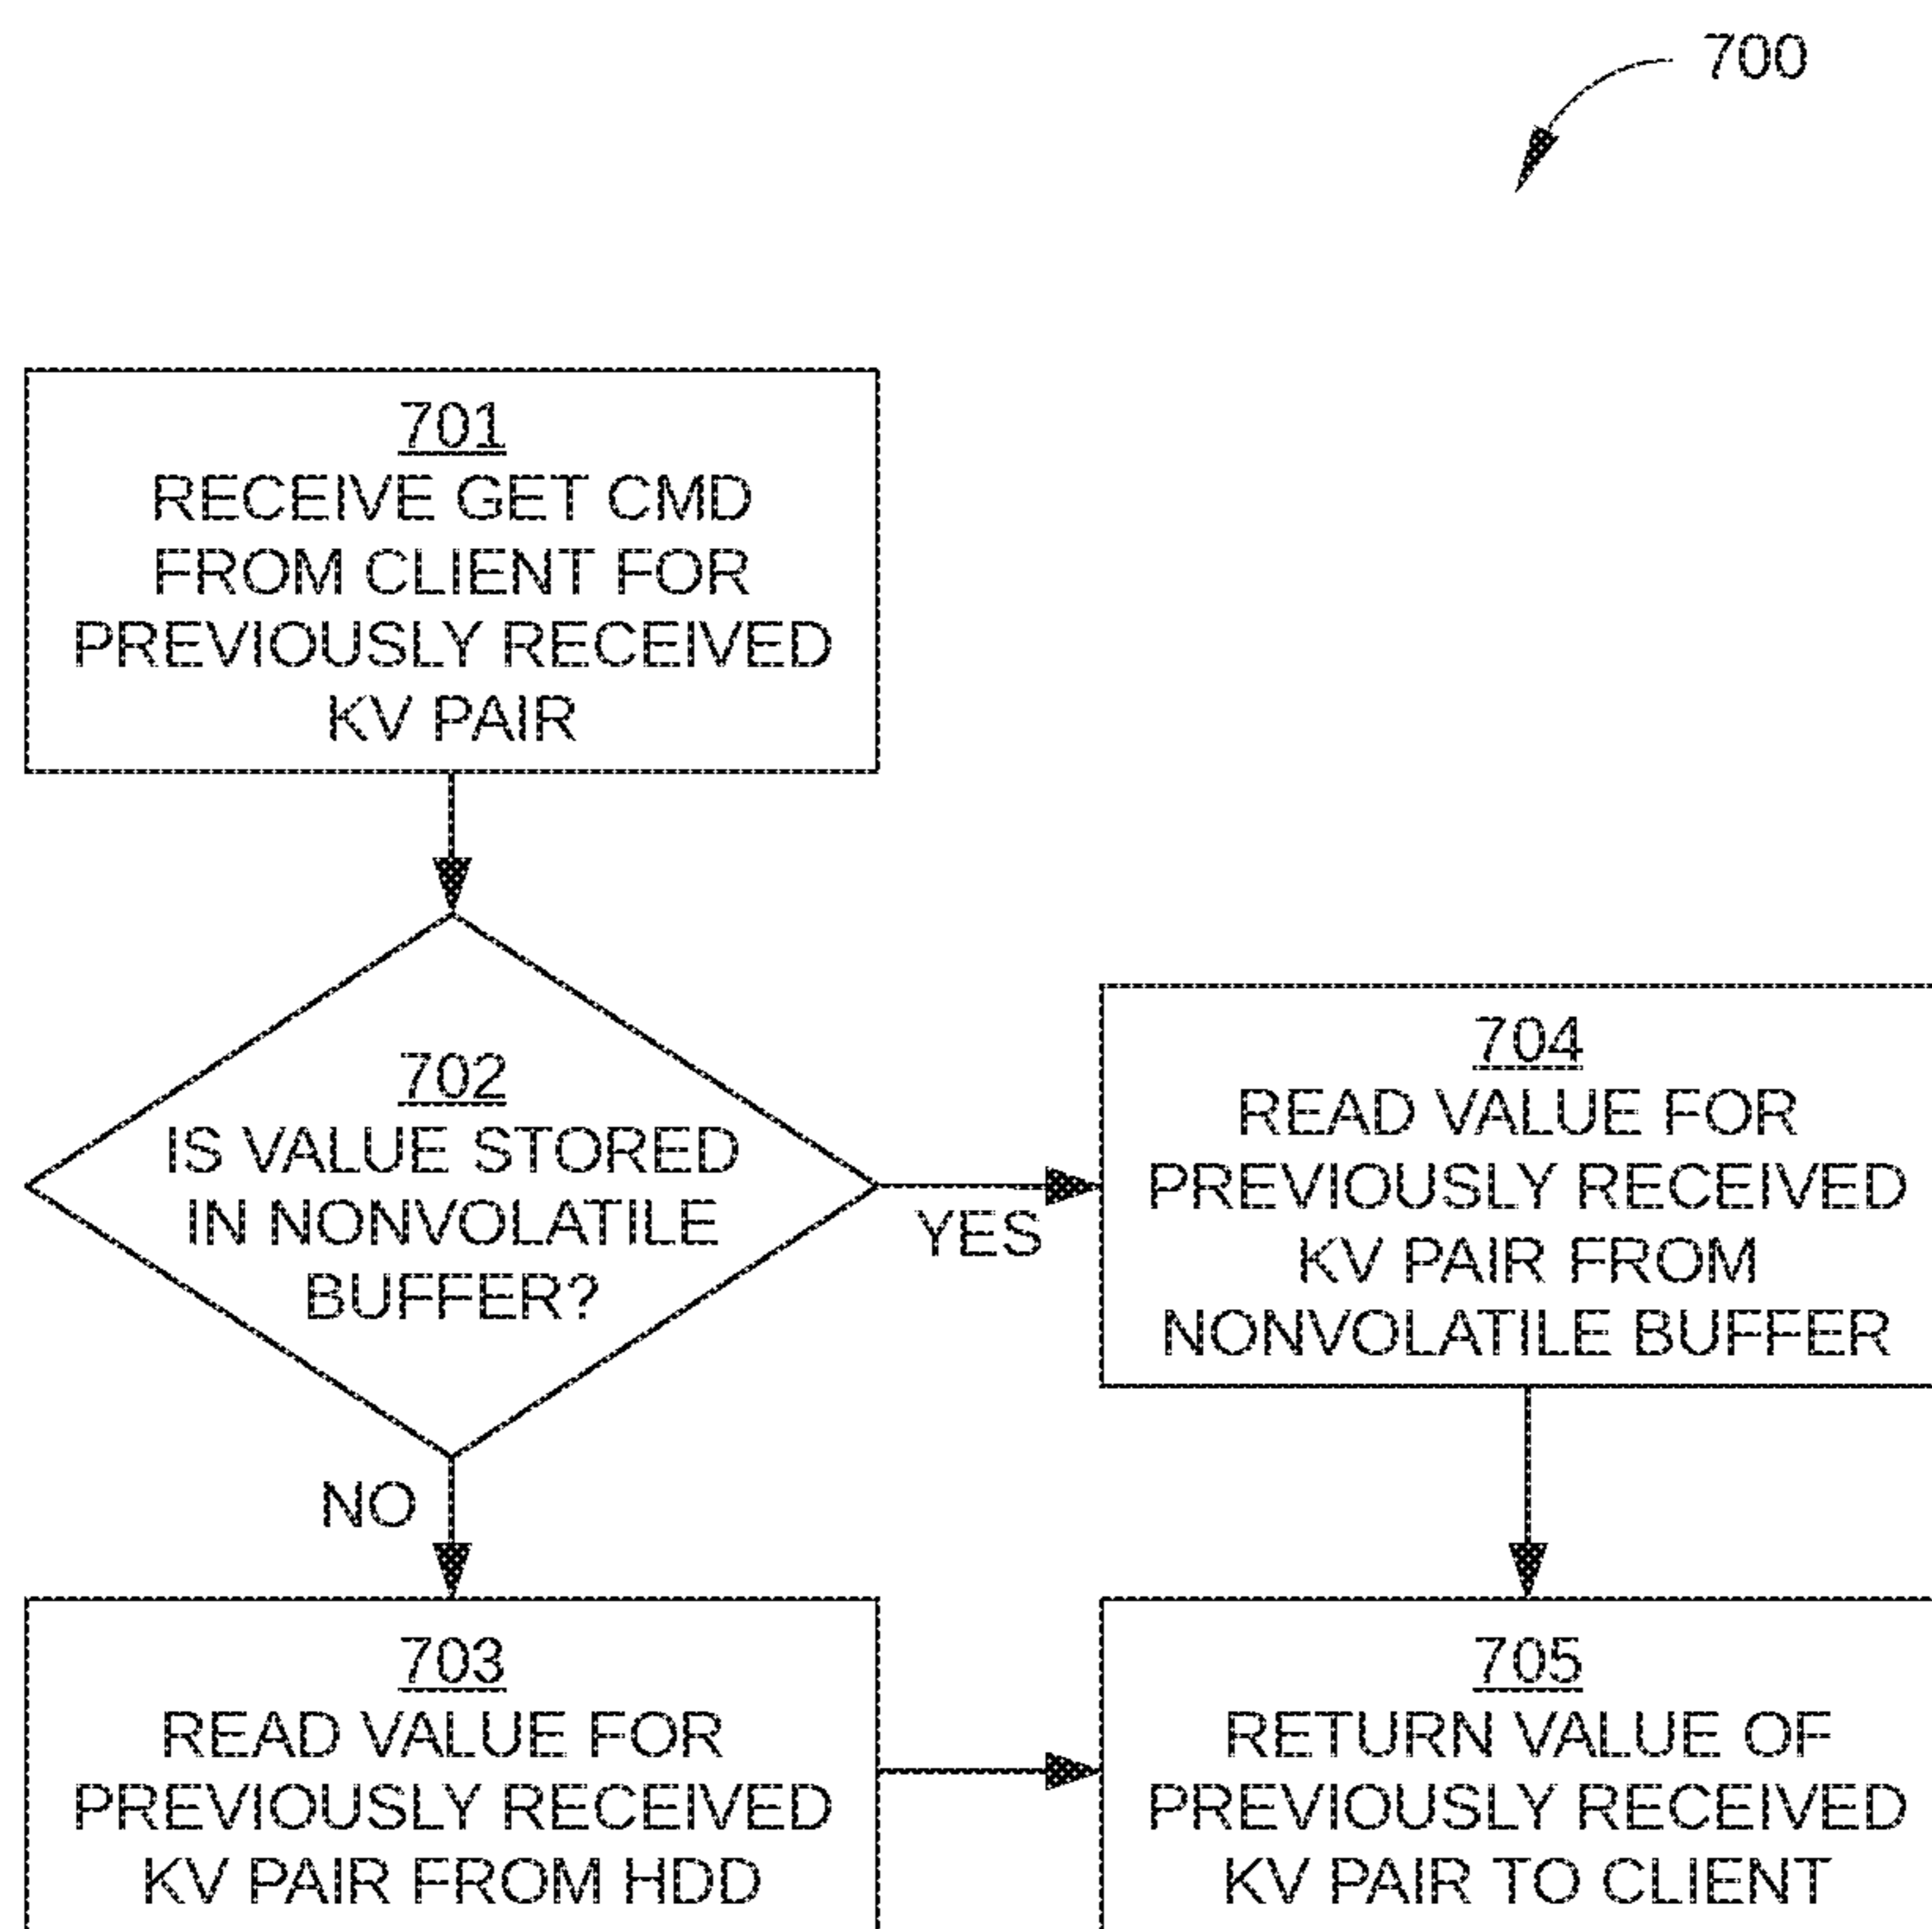 700
701
RECEIVE GET CMD
FROM CLIENT FOR
PREVIOUSLY RECEIVED
KV PAIR
702
IS VALUE STORED
IN NONVOLATILE
BUFFER?
YES
NO
704
READ VALUE FOR
PREVIOUSLY RECEIVED
KV PAIR FROM
NONVOLATILE BUFFER
703
READ VALUE FOR
PREVIOUSLY RECEIVED
KV PAIR FROM HDD
705
RETURN VALUE OF
PREVIOUSLY RECEIVED
KV PAIR TO CLIENT